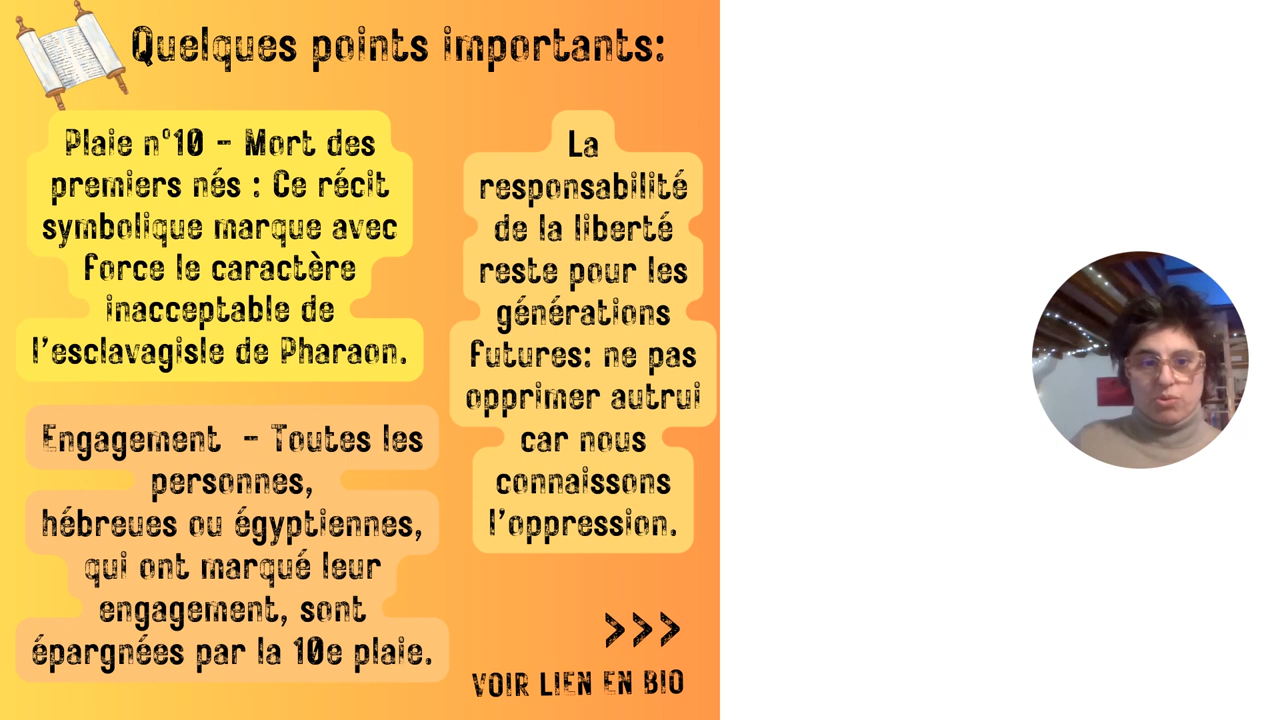 Quelques points importants:
Plaie n°10 - Mort des
premiers nés : Ce récit
symbolique marque avec
force le caractère
inacceptable de
l'esclavagisle de Pharaon.
Engagement - Toutes les
personnes,
hébreues ou égyptiennes,
qui ont marqué leur
engagement, sont
épargnées par la 10e plaie.
La
responsabilité
de la liberté
reste pour les
générations
futures: ne pas
opprimer autrui
car nous
connaissons
l'oppression.
>>>
VOIR LIEN EN BIO